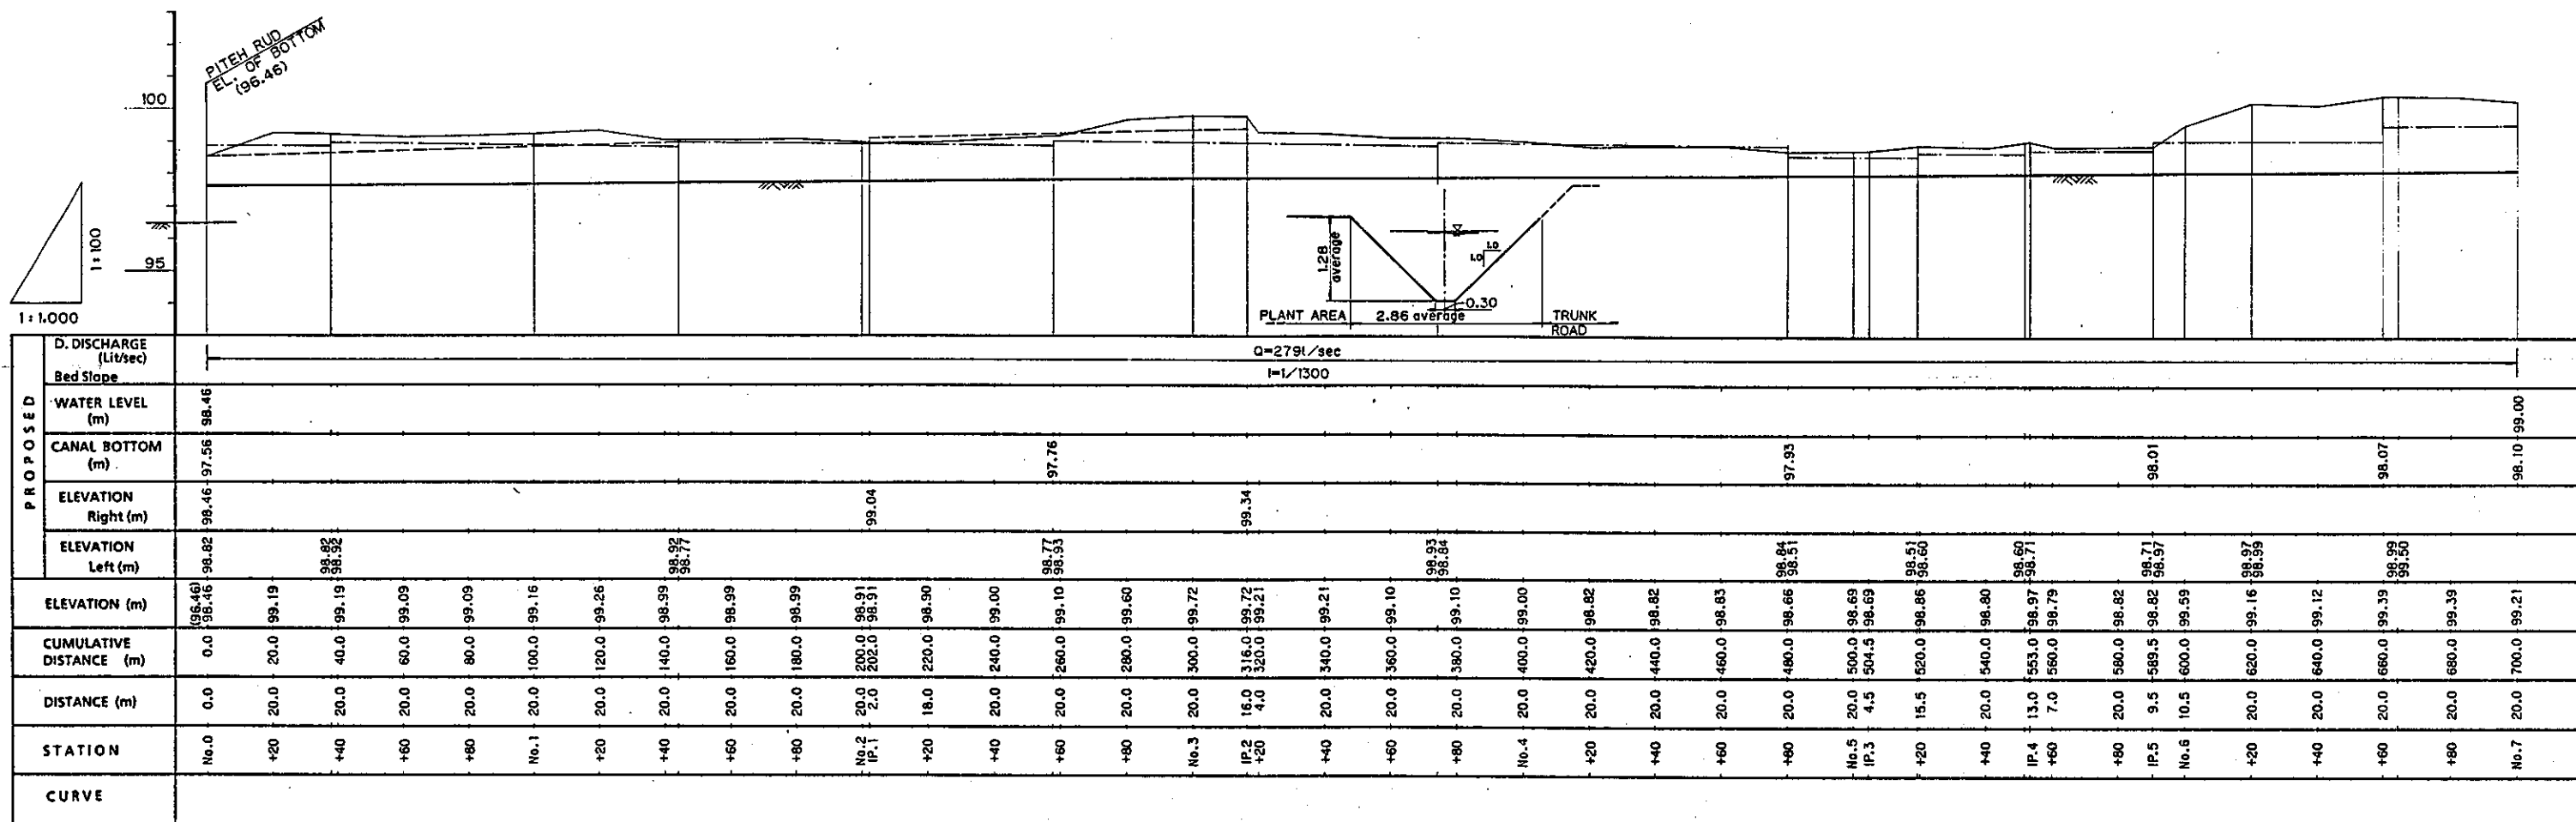 PITEH RUD
EL. OF BOTTOM
(96.46)
100
95
1:100
1:1.000
1.28
average
1.0
1.0
0.30
PLANT AREA
2.86 average
TRUNK
ROAD
PROPOSED
D. DISCHARGE
(Lit/sec)
Q=279l/sec
Bed Slope
I=1/1300
WATER LEVEL
(m)
98.46 99.00
CANAL BOTTOM
(m)
97.56 97.76 97.93 98.01 98.07 98.10
ELEVATION
Right (m)
98.46 99.04 99.34
ELEVATION
Left (m)
98.82 98.82 98.92 98.92 98.77 98.77 98.93 98.93 98.84 98.84 98.51 98.51 98.60 98.60 98.71 98.71 98.97 98.97 98.99 98.99 99.50
ELEVATION (m)
(96.46) 98.46 99.19 99.19 99.09 99.09 99.16 99.26 98.99 98.99 98.99 98.91 98.91 98.90 99.00 99.10 99.60 99.72 99.72 99.21 99.21 99.10 99.10 99.00 98.82 98.82 98.83 98.66 98.69 98.69 98.86 98.80 98.97 98.79 98.82 98.82 99.59 99.16 99.12 99.39 99.39 99.21
CUMULATIVE
DISTANCE (m)
0.0 20.0 40.0 60.0 80.0 100.0 120.0 140.0 160.0 180.0 200.0 202.0 220.0 240.0 260.0 280.0 300.0 316.0 320.0 340.0 360.0 380.0 400.0 420.0 440.0 460.0 480.0 500.0 504.5 520.0 540.0 553.0 560.0 580.0 589.5 600.0 620.0 640.0 660.0 680.0 700.0
DISTANCE (m)
0.0 20.0 20.0 20.0 20.0 20.0 20.0 20.0 20.0 20.0 20.0 2.0 18.0 20.0 20.0 20.0 20.0 16.0 4.0 20.0 20.0 20.0 20.0 20.0 20.0 20.0 20.0 20.0 4.5 15.5 20.0 13.0 7.0 20.0 9.5 10.5 20.0 20.0 20.0 20.0 20.0
STATION
No.0 +20 +40 +60 +80 No.1 +20 +40 +60 +80 No.2 IP.1 +20 +40 +60 +80 No.3 IP.2 +20 +40 +60 +80 No.4 +20 +40 +60 +80 No.5 IP.3 +20 +40 IP.4 +60 +80 IP.5 No.6 +20 +40 +60 +80 No.7
CURVE